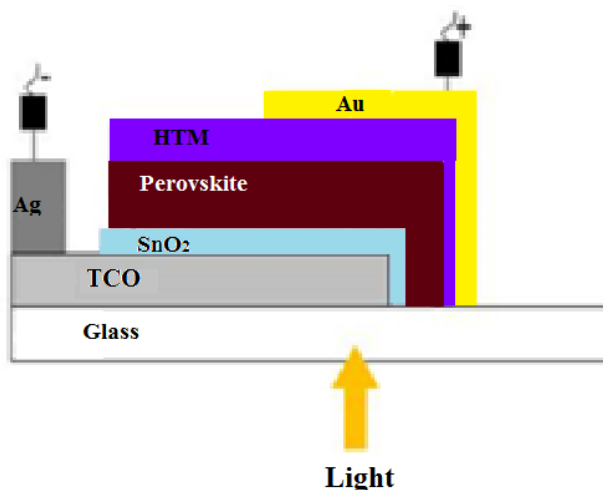 -
+
Au
HTM
Perovskite
Ag
SnO₂
TCO
Glass
Light